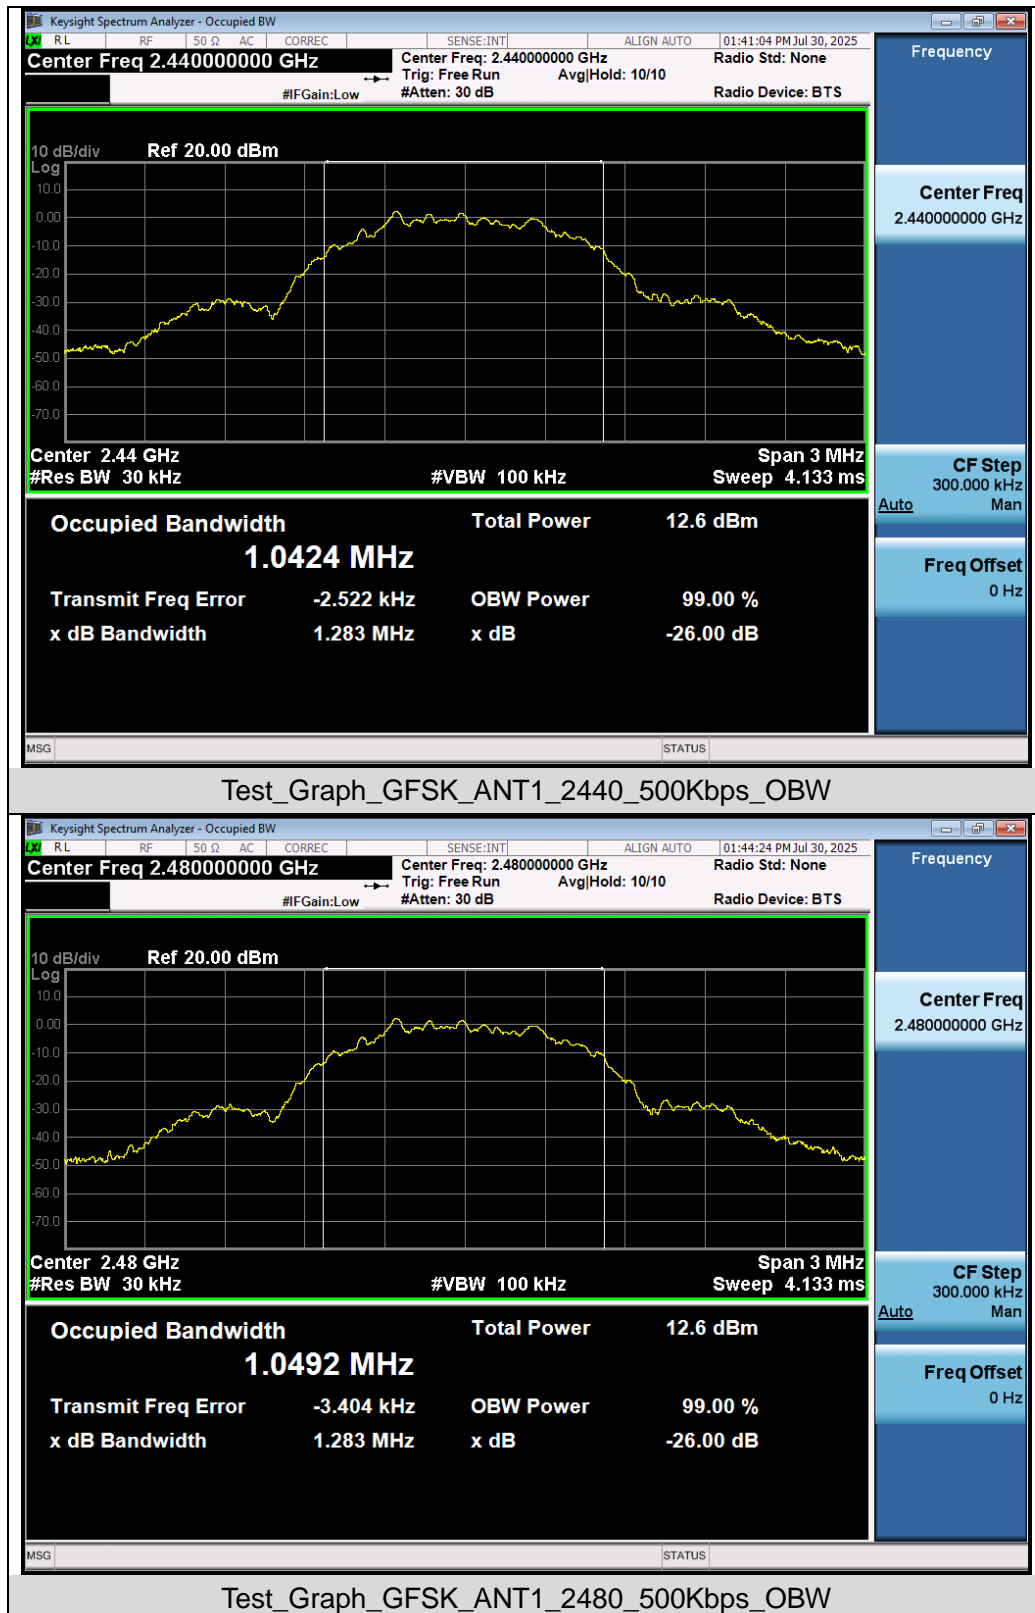 Keysight Spectrum Analyzer - Occupied BW
LXI RL RF 50 Ω AC CORREC SENSE:INT ALIGN AUTO 01:41:04 PM Jul 30, 2025
Center Freq 2.440000000 GHz
Center Freq: 2.440000000 GHz Radio Std: None
Trig: Free Run Avg|Hold: 10/10
#IFGain:Low #Atten: 30 dB Radio Device: BTS
Frequency
10 dB/div Ref 20.00 dBm
Log
10.0
0.00
-10.0
-20.0
-30.0
-40.0
-50.0
-60.0
-70.0
Center 2.44 GHz Span 3 MHz
#Res BW 30 kHz #VBW 100 kHz Sweep 4.133 ms
Center Freq
2.440000000 GHz
CF Step
300.000 kHz
Auto Man
Freq Offset
0 Hz
Occupied Bandwidth Total Power 12.6 dBm
1.0424 MHz
Transmit Freq Error -2.522 kHz OBW Power 99.00 %
x dB Bandwidth 1.283 MHz x dB -26.00 dB
MSG STATUS
Test_Graph_GFSK_ANT1_2440_500Kbps_OBW
Keysight Spectrum Analyzer - Occupied BW
LXI RL RF 50 Ω AC CORREC SENSE:INT ALIGN AUTO 01:44:24 PM Jul 30, 2025
Center Freq 2.480000000 GHz
Center Freq: 2.480000000 GHz Radio Std: None
Trig: Free Run Avg|Hold: 10/10
#IFGain:Low #Atten: 30 dB Radio Device: BTS
Frequency
10 dB/div Ref 20.00 dBm
Log
10.0
0.00
-10.0
-20.0
-30.0
-40.0
-50.0
-60.0
-70.0
Center 2.48 GHz Span 3 MHz
#Res BW 30 kHz #VBW 100 kHz Sweep 4.133 ms
Center Freq
2.480000000 GHz
CF Step
300.000 kHz
Auto Man
Freq Offset
0 Hz
Occupied Bandwidth Total Power 12.6 dBm
1.0492 MHz
Transmit Freq Error -3.404 kHz OBW Power 99.00 %
x dB Bandwidth 1.283 MHz x dB -26.00 dB
MSG STATUS
Test_Graph_GFSK_ANT1_2480_500Kbps_OBW